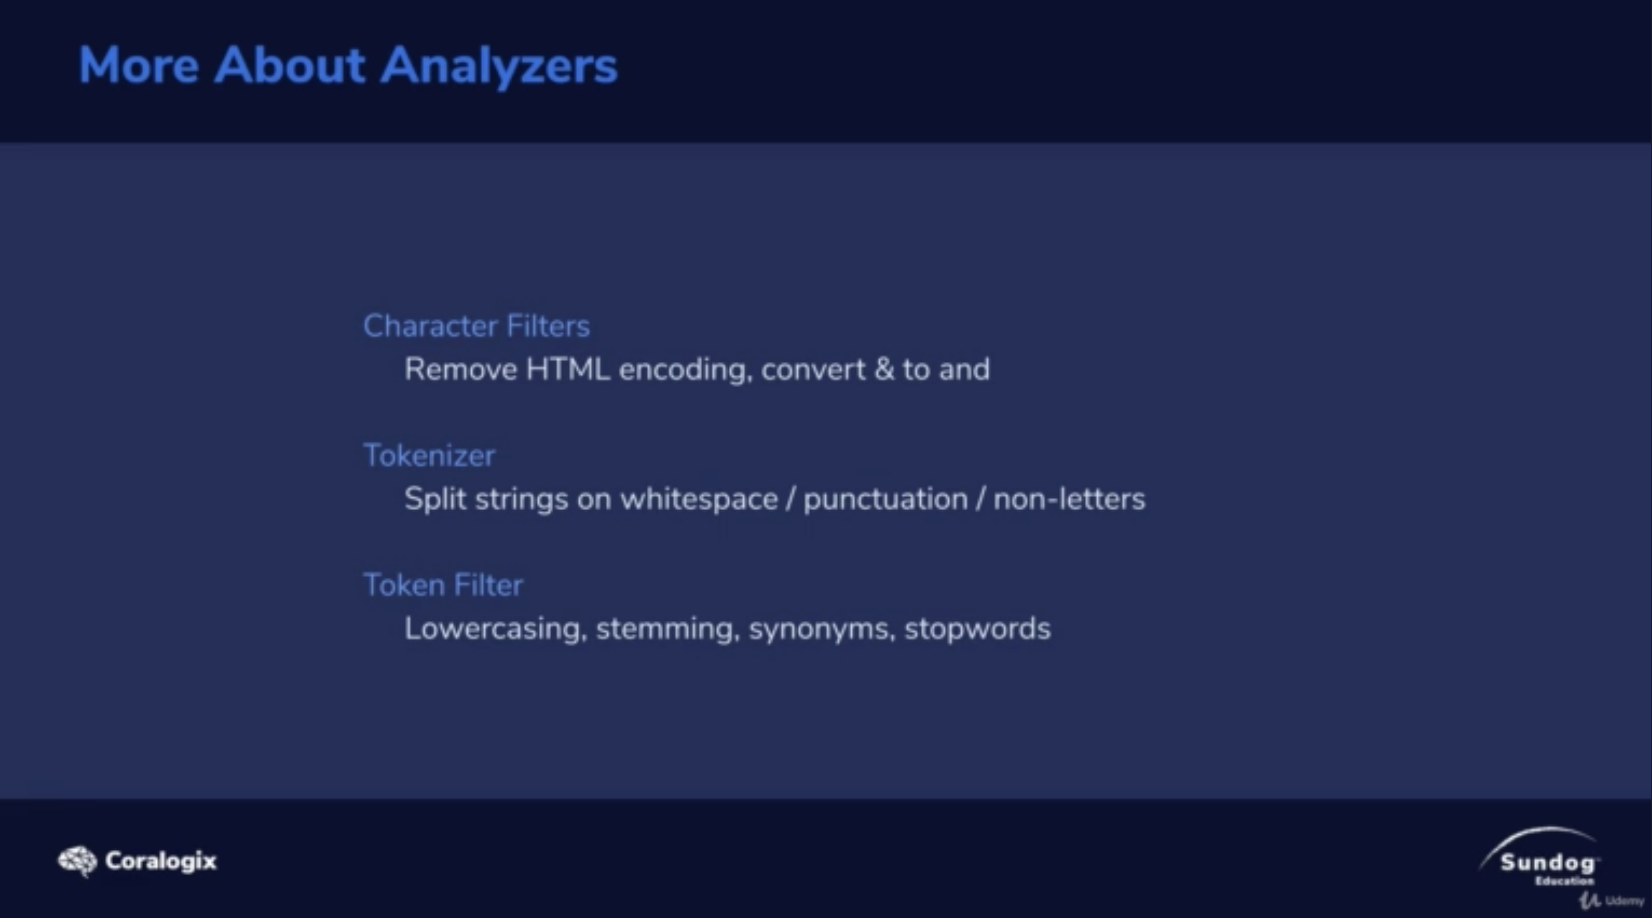 More About Analyzers
Character Filters
Remove HTML encoding, convert & to and
Tokenizer
Split strings on whitespace / punctuation / non-letters
Token Filter
Lowercasing, stemming, synonyms, stopwords
Coralogix
Sundog
Education
Udemy